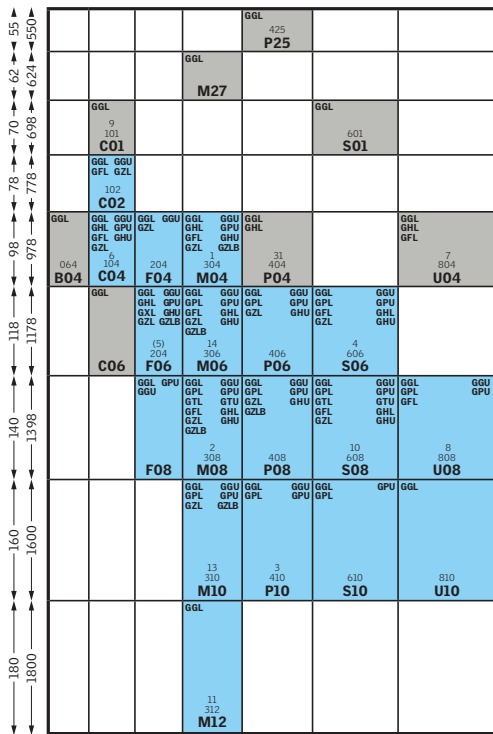 55
550
GGL
425
P25
62
624
GGL
M27
70
698
GGL
9
101
C01
GGL
601
S01
78
778
GGL GGU
GFL GZL
102
C02
98
978
GGL
064
B04
GGL GGU
GHL GPU
GFL GHU
GZL
6
104
C04
GGL GGU
GZL
204
F04
GGL GGU
GHL GPU
GFL GHU
GZL GZLB
1
304
M04
GGL
GHL
31
404
P04
GGL
GHL
GFL
7
804
U04
118
1178
GGL
C06
GGL GGU
GHL GPU
GXL GHU
GZL GZLB
(5)
204
F06
GGL GGU
GPL GPU
GFL GHL
GZL GHU
GZLB
14
306
M06
GGL GGU
GPL GPU
GZL GHU
406
P06
GGL GGU
GPL GPU
GFL GHL
GZL GHU
4
606
S06
140
1398
GGL GPU
GGU
F08
GGL GGU
GPL GPU
GTL GTU
GFL GHL
GZL GHU
GZLB
2
308
M08
GGL GGU
GPL GPU
GZL GHU
GZLB
408
P08
GGL GGU
GPL GPU
GTL GTU
GFL GHL
GZL GHU
10
608
S08
GGL GGU
GPL GPU
GFL
8
808
U08
160
1600
GGL GGU
GPL GPU
GZL GZLB
13
310
M10
GGL GGU
GPL GPU
3
410
P10
GGL GPU
GPL
610
S10
GGL
810
U10
180
1800
GGL
11
312
M12